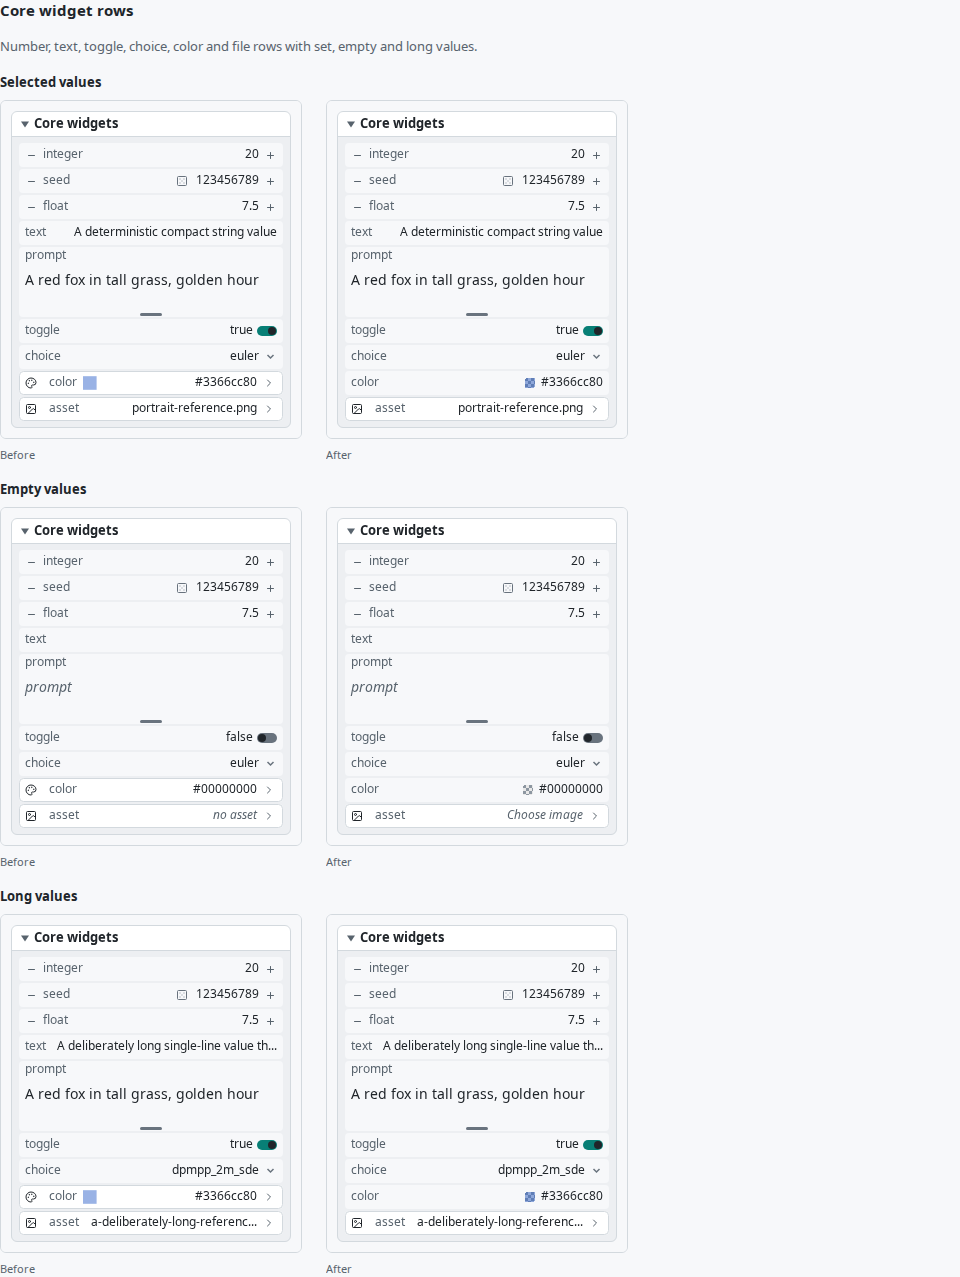 Core widget rows
Number, text, toggle, choice, color and file rows with set, empty and long values.
Selected values
Core widgets
integer 20
seed 123456789
float 7.5
text A deterministic compact string value
prompt
A red fox in tall grass, golden hour
toggle true
choice euler
color #3366cc80
asset portrait-reference.png
Before
Core widgets
integer 20
seed 123456789
float 7.5
text A deterministic compact string value
prompt
A red fox in tall grass, golden hour
toggle true
choice euler
color #3366cc80
asset portrait-reference.png
After
Empty values
Core widgets
integer 20
seed 123456789
float 7.5
text
prompt
prompt
toggle false
choice euler
color #00000000
asset no asset
Before
Core widgets
integer 20
seed 123456789
float 7.5
text
prompt
prompt
toggle false
choice euler
color #00000000
asset Choose image
After
Long values
Core widgets
integer 20
seed 123456789
float 7.5
text A deliberately long single-line value th...
prompt
A red fox in tall grass, golden hour
toggle true
choice dpmpp_2m_sde
color #3366cc80
asset a-deliberately-long-referenc...
Before
Core widgets
integer 20
seed 123456789
float 7.5
text A deliberately long single-line value th...
prompt
A red fox in tall grass, golden hour
toggle true
choice dpmpp_2m_sde
color #3366cc80
asset a-deliberately-long-referenc...
After